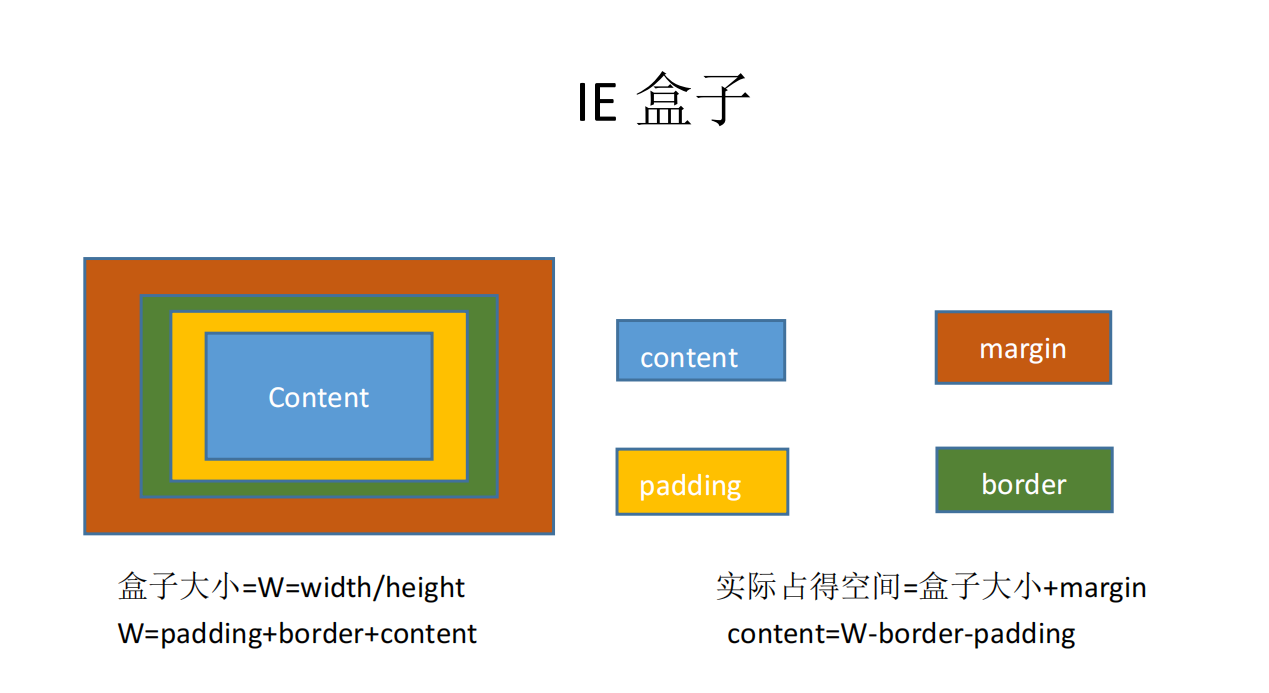 IE 盒子
Content
content
margin
padding
border
盒子大小=W=width/height
W=padding+border+content
实际占得空间=盒子大小+margin
content=W-border-padding